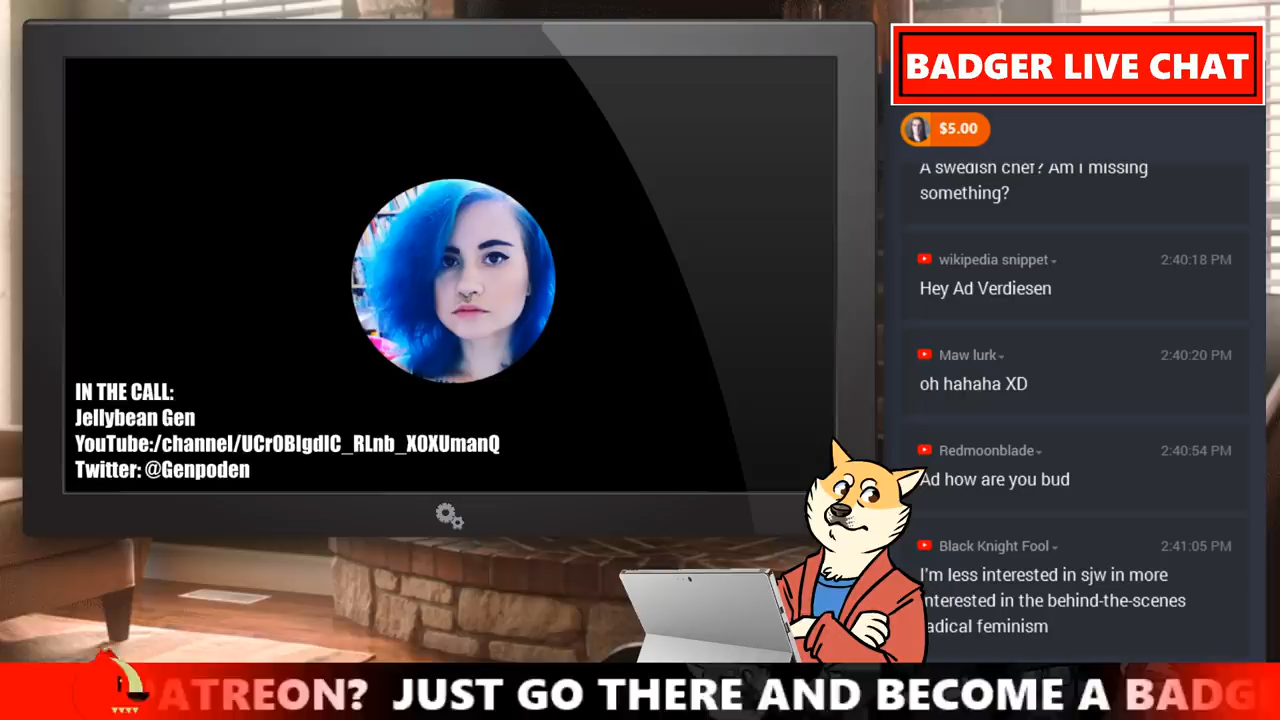 BADGER LIVE CHAT
$5.00
A swedish chef? Am I missing
something?
wikipedia snippet
2:40:18 PM
Hey Ad Verdiesen
Maw lurk
2:40:20 PM
oh hahaha XD
Redmoonblade
2:40:54 PM
Ad how are you bud
Black Knight Fool
2:41:05 PM
I'm less interested in sjw in more
interested in the behind-the-scenes
radical feminism
IN THE CALL:
Jellybean Gen
YouTube:/channel/UCrOBIgdIC_RLnb_XOXUmanQ
Twitter: @Genpoden
PATREON? JUST GO THERE AND BECOME A BADG